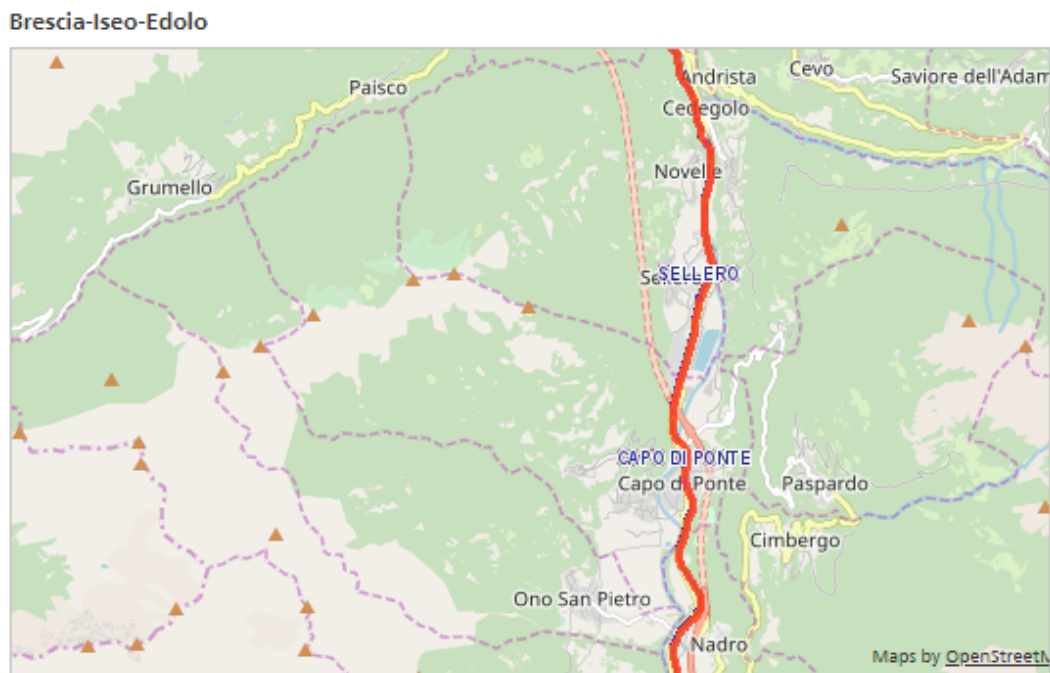 Brescia-Iseo-Edolo
Andrista
Cevo
Saviore dell'Adam
Paisco
Cedegolo
Novelle
Grumello
SELLERO
Sellero
CAPO DI PONTE
Capo di Ponte
Paspardo
Cimbergo
Ono San Pietro
Nadro
Maps by OpenStreetM